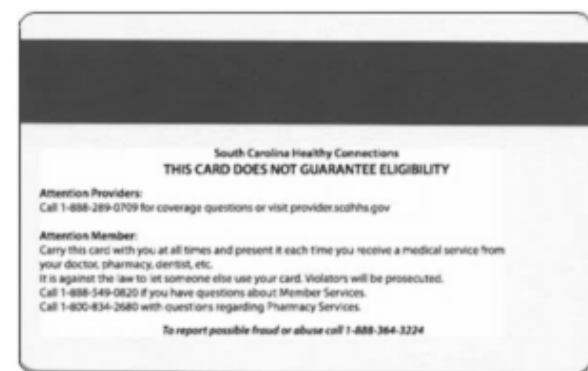 South Carolina Healthy Connections
THIS CARD DOES NOT GUARANTEE ELIGIBILITY
Attention Providers:
Call 1-888-289-0709 for coverage questions or visit provider.scdhhs.gov
Attention Member:
Carry this card with you at all times and present it each time you receive a medical service from
your doctor, pharmacy, dentist, etc.
It is against the law to let someone else use your card. Violators will be prosecuted.
Call 1-888-549-0820 if you have questions about Member Services.
Call 1-800-834-2680 with questions regarding Pharmacy Services.
To report possible fraud or abuse call 1-888-364-3224